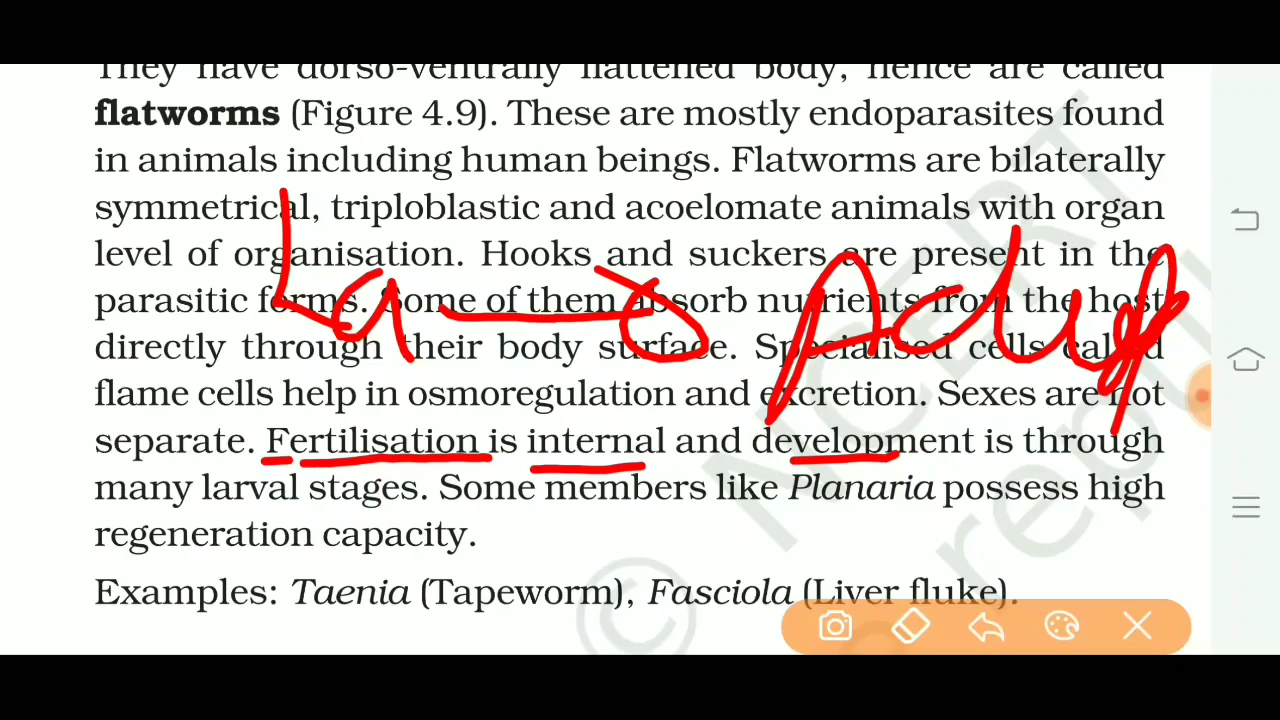 They have dorso-ventrally flattened body, hence are called
flatworms (Figure 4.9). These are mostly endoparasites found
in animals including human beings. Flatworms are bilaterally
symmetrical, triploblastic and acoelomate animals with organ
level of organisation. Hooks and suckers are present in the
parasitic forms. Some of them absorb nutrients from the host
directly through their body surface. Specialised cells called
flame cells help in osmoregulation and excretion. Sexes are not
separate. Fertilisation is internal and development is through
many larval stages. Some members like Planaria possess high
regeneration capacity.
Examples: Taenia (Tapeworm), Fasciola (Liver fluke).
La Adult
© NCERT